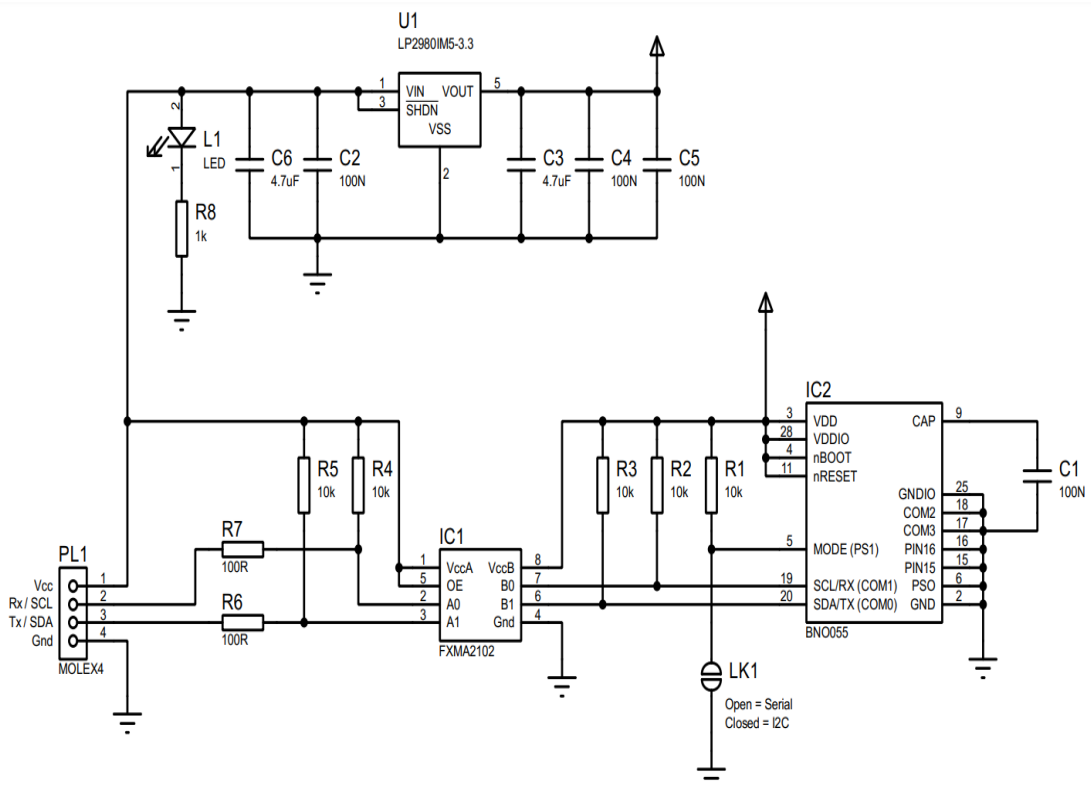 U1
LP2980IM5-3.3
1 VIN VOUT 5
3 SHDN
VSS
2
2
L1
LED
1
C6
4.7uF
C2
100N
C3
4.7uF
C4
100N
C5
100N
R8
1k
IC2
3 VDD CAP 9
28 VDDIO
4 nBOOT
11 nRESET
GNDIO 25
COM2 18
COM3 17
5 MODE (PS1) PIN16 16
PIN15 15
19 SCL/RX (COM1) PSO 6
20 SDA/TX (COM0) GND 2
BNO055
C1
100N
R5
10k
R4
10k
R3
10k
R2
10k
R1
10k
R7
100R
R6
100R
IC1
1 VccA VccB 8
5 OE B0 7
2 A0 B1 6
3 A1 Gnd 4
FXMA2102
PL1
Vcc 1
Rx / SCL 2
Tx / SDA 3
Gnd 4
MOLEX4
LK1
Open = Serial
Closed = I2C